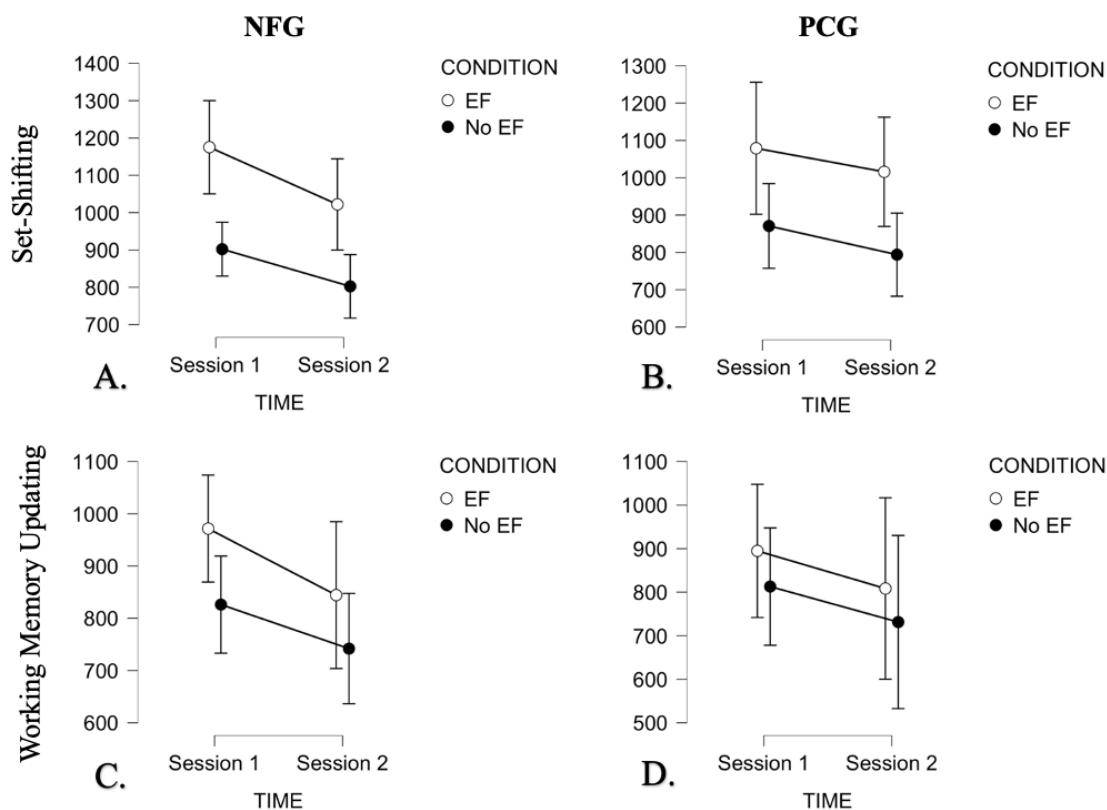 NFG
PCG
Set-Shifting
1400
1300
1200
1100
1000
900
800
700
CONDITION
EF
No EF
Session 1 Session 2
TIME
A.
1300
1200
1100
1000
900
800
700
600
CONDITION
EF
No EF
Session 1 Session 2
TIME
B.
Working Memory Updating
1100
1000
900
800
700
600
CONDITION
EF
No EF
Session 1 Session 2
TIME
C.
1100
1000
900
800
700
600
500
CONDITION
EF
No EF
Session 1 Session 2
TIME
D.